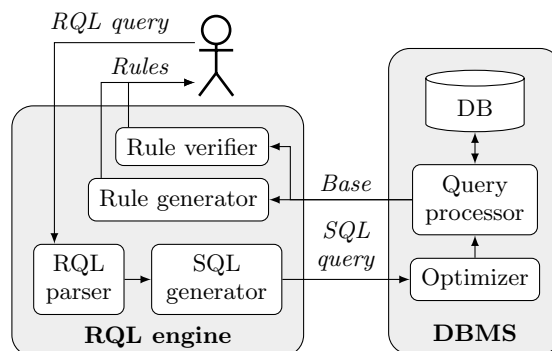 RQL query
Rules
DB
Rule verifier
Rule generator
Base
Query
processor
SQL
query
RQL
parser
SQL
generator
Optimizer
RQL engine
DBMS